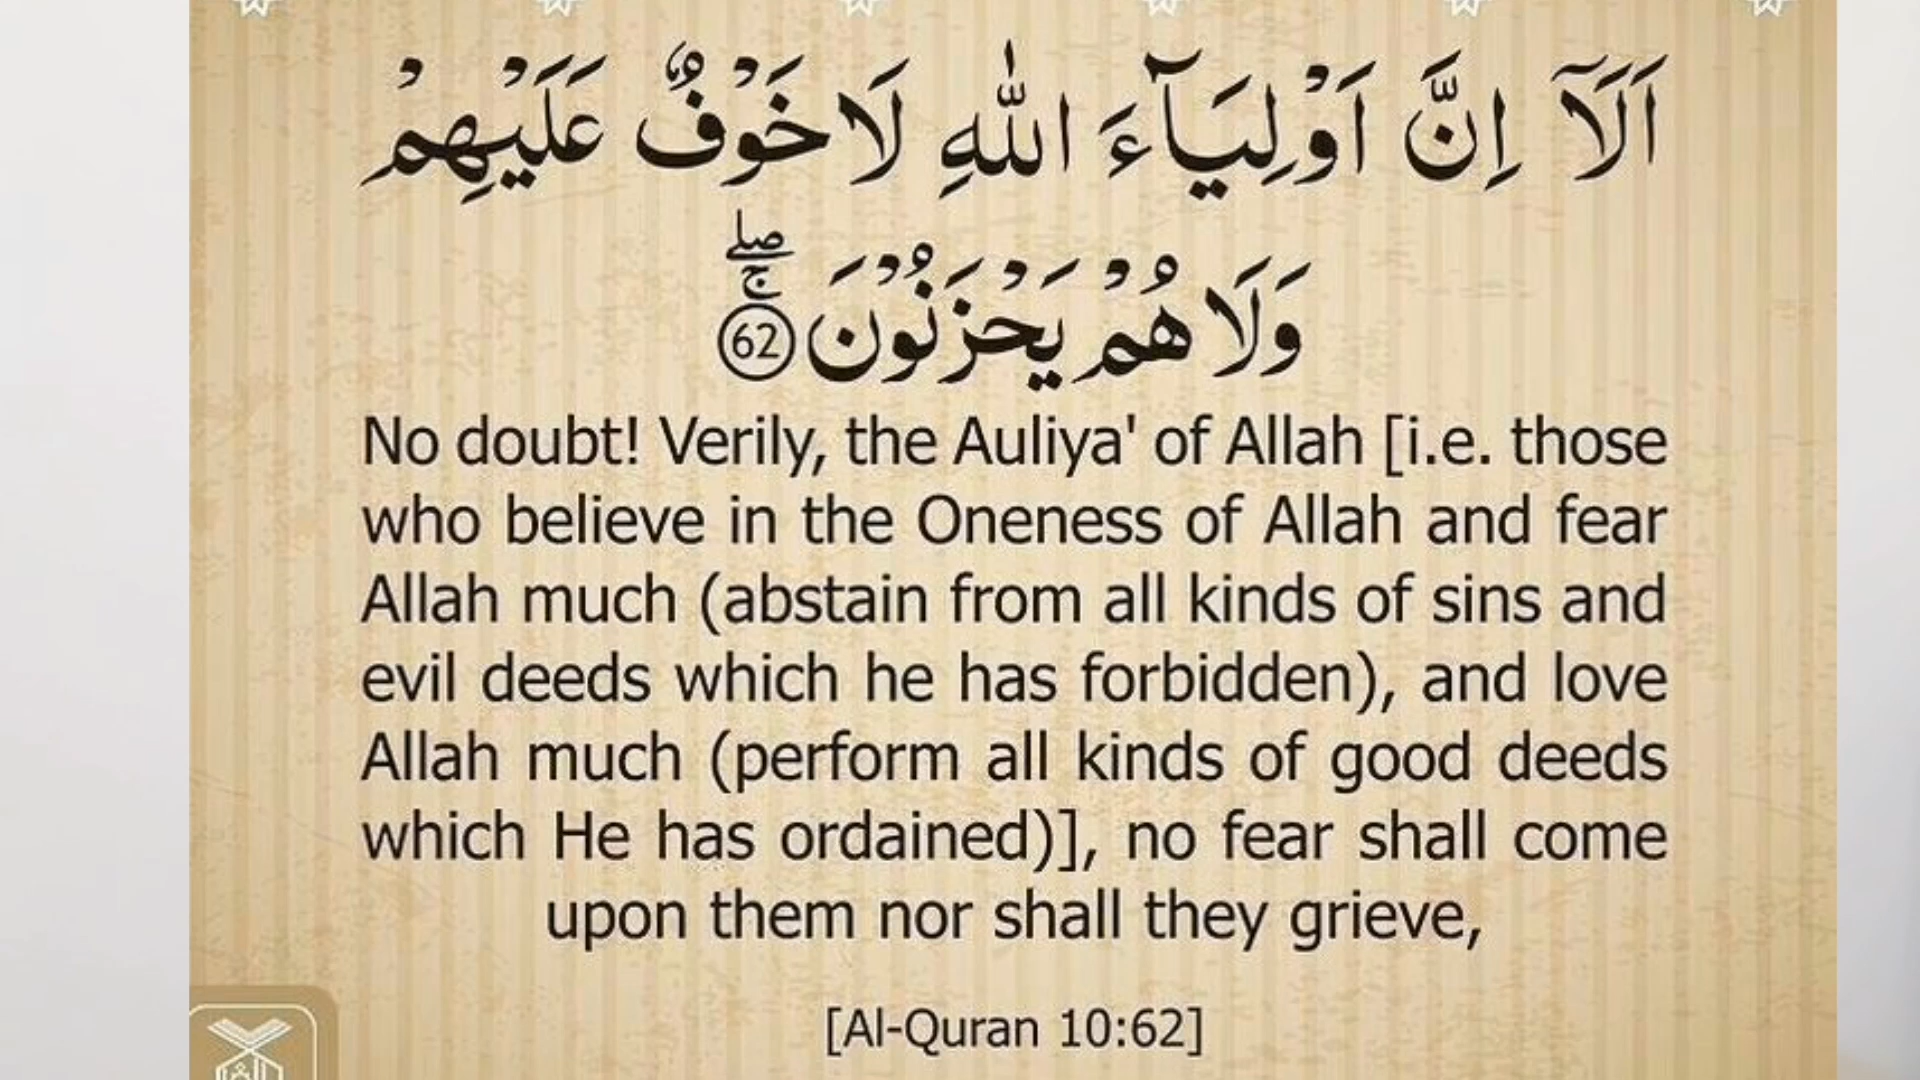 اَلَاۤ اِنَّ اَوْلِيَآءَ اللّٰهِ لَا خَوْفٌ عَلَيْهِمْ
وَلَا هُمْ يَحْزَنُوْنَ ۚۖ 62
No doubt! Verily, the Auliya' of Allah [i.e. those
who believe in the Oneness of Allah and fear
Allah much (abstain from all kinds of sins and
evil deeds which he has forbidden), and love
Allah much (perform all kinds of good deeds
which He has ordained)], no fear shall come
upon them nor shall they grieve,
[Al-Quran 10:62]